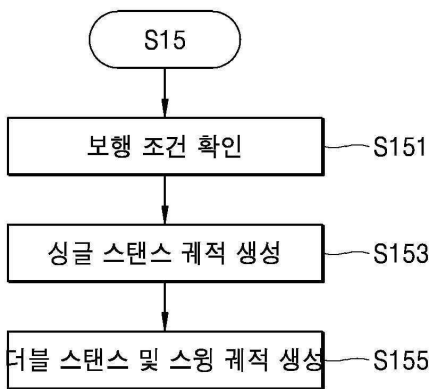 S15
보행 조건 확인
S151
싱글 스탠스 궤적 생성
S153
더블 스탠스 및 스윙 궤적 생성
S155